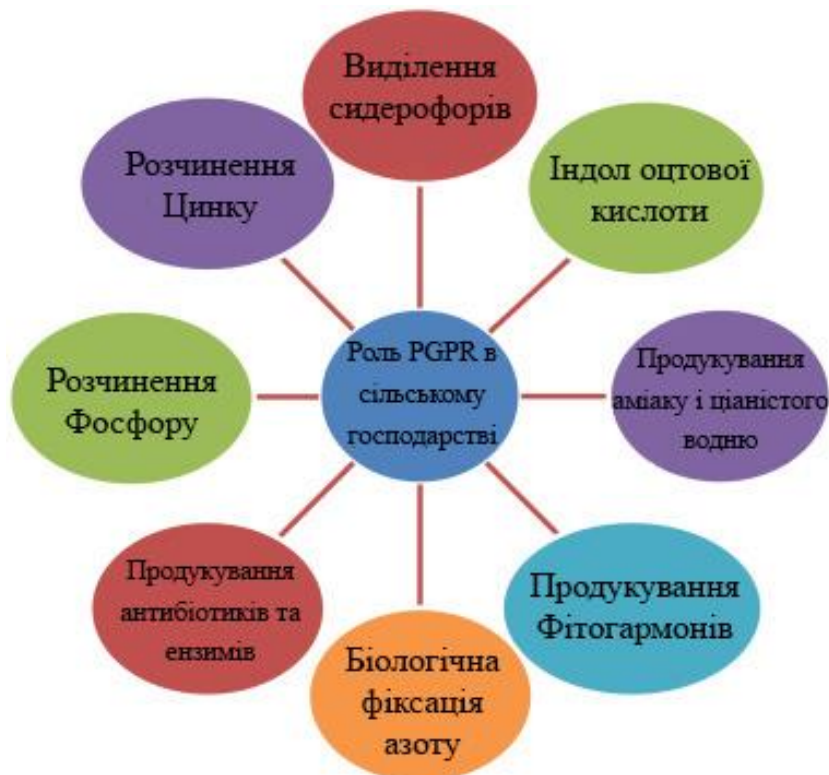 Виділення
сидерофорів
Індол оцтової
кислоти
Продукування
аміаку і ціаністого
водню
Продукування
Фітогармонів
Біологічна
фіксація
азоту
Продукування
антибіотиків та
ензимів
Розчинення
Фосфору
Розчинення
Цинку
Роль PGPR в
сільському
господарстві